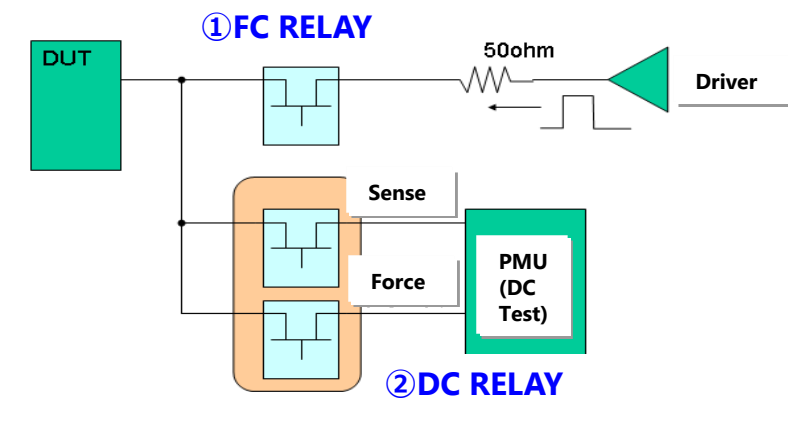 ①FC RELAY
DUT
50ohm
Driver
Sense
Force
PMU
(DC
Test)
②DC RELAY